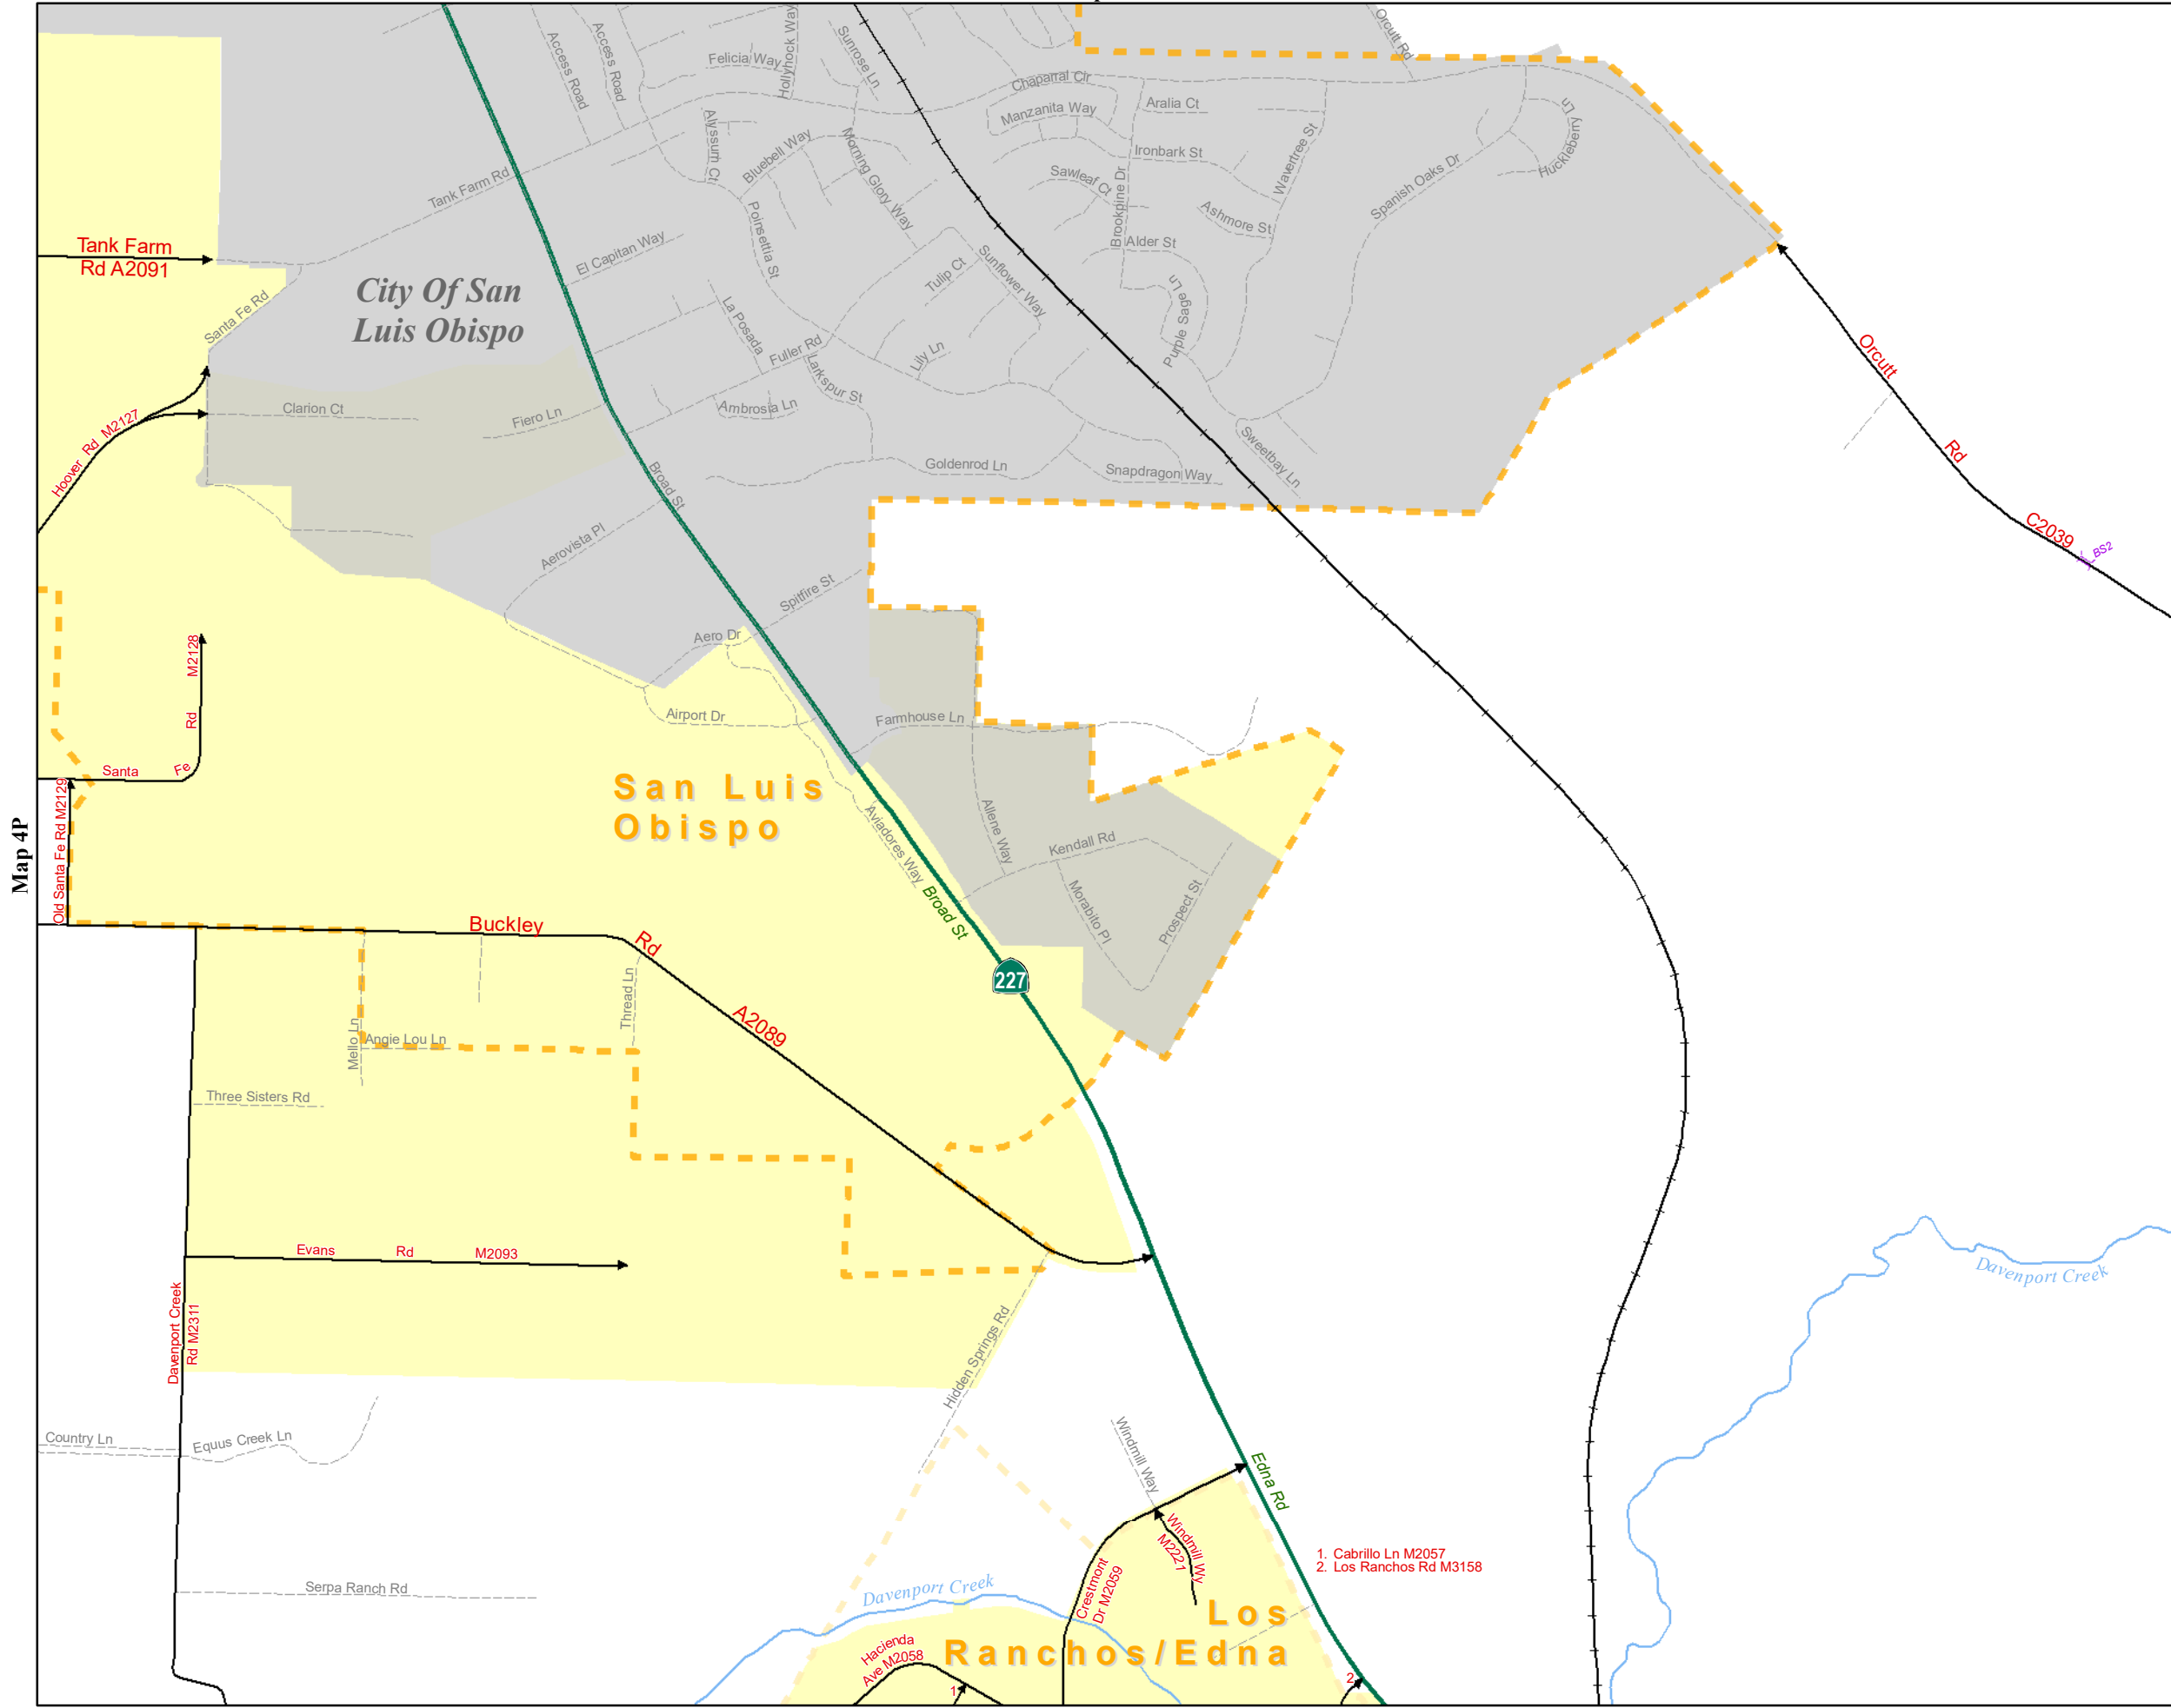 Orcutt Rd
Access Road
Access Road
Felicia Way
Hollyhock Way
Sunrose Ln
Chaparral Cir
Manzanita Way
Aralia Ct
Huckleberry Ln
Alyssum Ct
Bluebell Way
Morning Glory Way
Ironbark St
Wavertree St
Sawleaf Ct
Brookpine Dr
Spanish Oaks Dr
Tank Farm Rd
Poinsettia St
Ashmore St
Alder St
El Capitan Way
Tank Farm
Rd A2091
City Of San
Luis Obispo
Santa Fe Rd
Tulip Ct
Sunflower Way
Purple Sage Ln
La Posada
Fuller Rd
Lily Ln
Larkspur St
Orcutt Rd C2039
BS2
Hoover Rd M2127
Clarion Ct
Fiero Ln
Ambrosia Ln
Broad St
Goldenrod Ln
Snapdragon Way
Sweetbay Ln
Aerovista Pl
Spitfire St
Aero Dr
M2128
Rd
Santa Fe
Airport Dr
Farmhouse Ln
San Luis
Obispo
Map 4P
Old Santa Fe Rd M2129
Aviadores Way
Allene Way
Kendall Rd
Morabito Pl
Prospect St
Broad St
227
Buckley Rd A2089
Thread Ln
Mello Ln
Angie Lou Ln
Three Sisters Rd
Evans Rd M2093
Davenport Creek
Rd M2311
Davenport Creek
Hidden Springs Rd
Country Ln
Equus Creek Ln
Windmill Way
Edna Rd
Windmill Wy
M2221
1. Cabrillo Ln M2057
2. Los Ranchos Rd M3158
Serpa Ranch Rd
Davenport Creek
Crestmont
Dr M2059
Los
Ranchos/Edna
Hacienda
Ave M2058
1
2